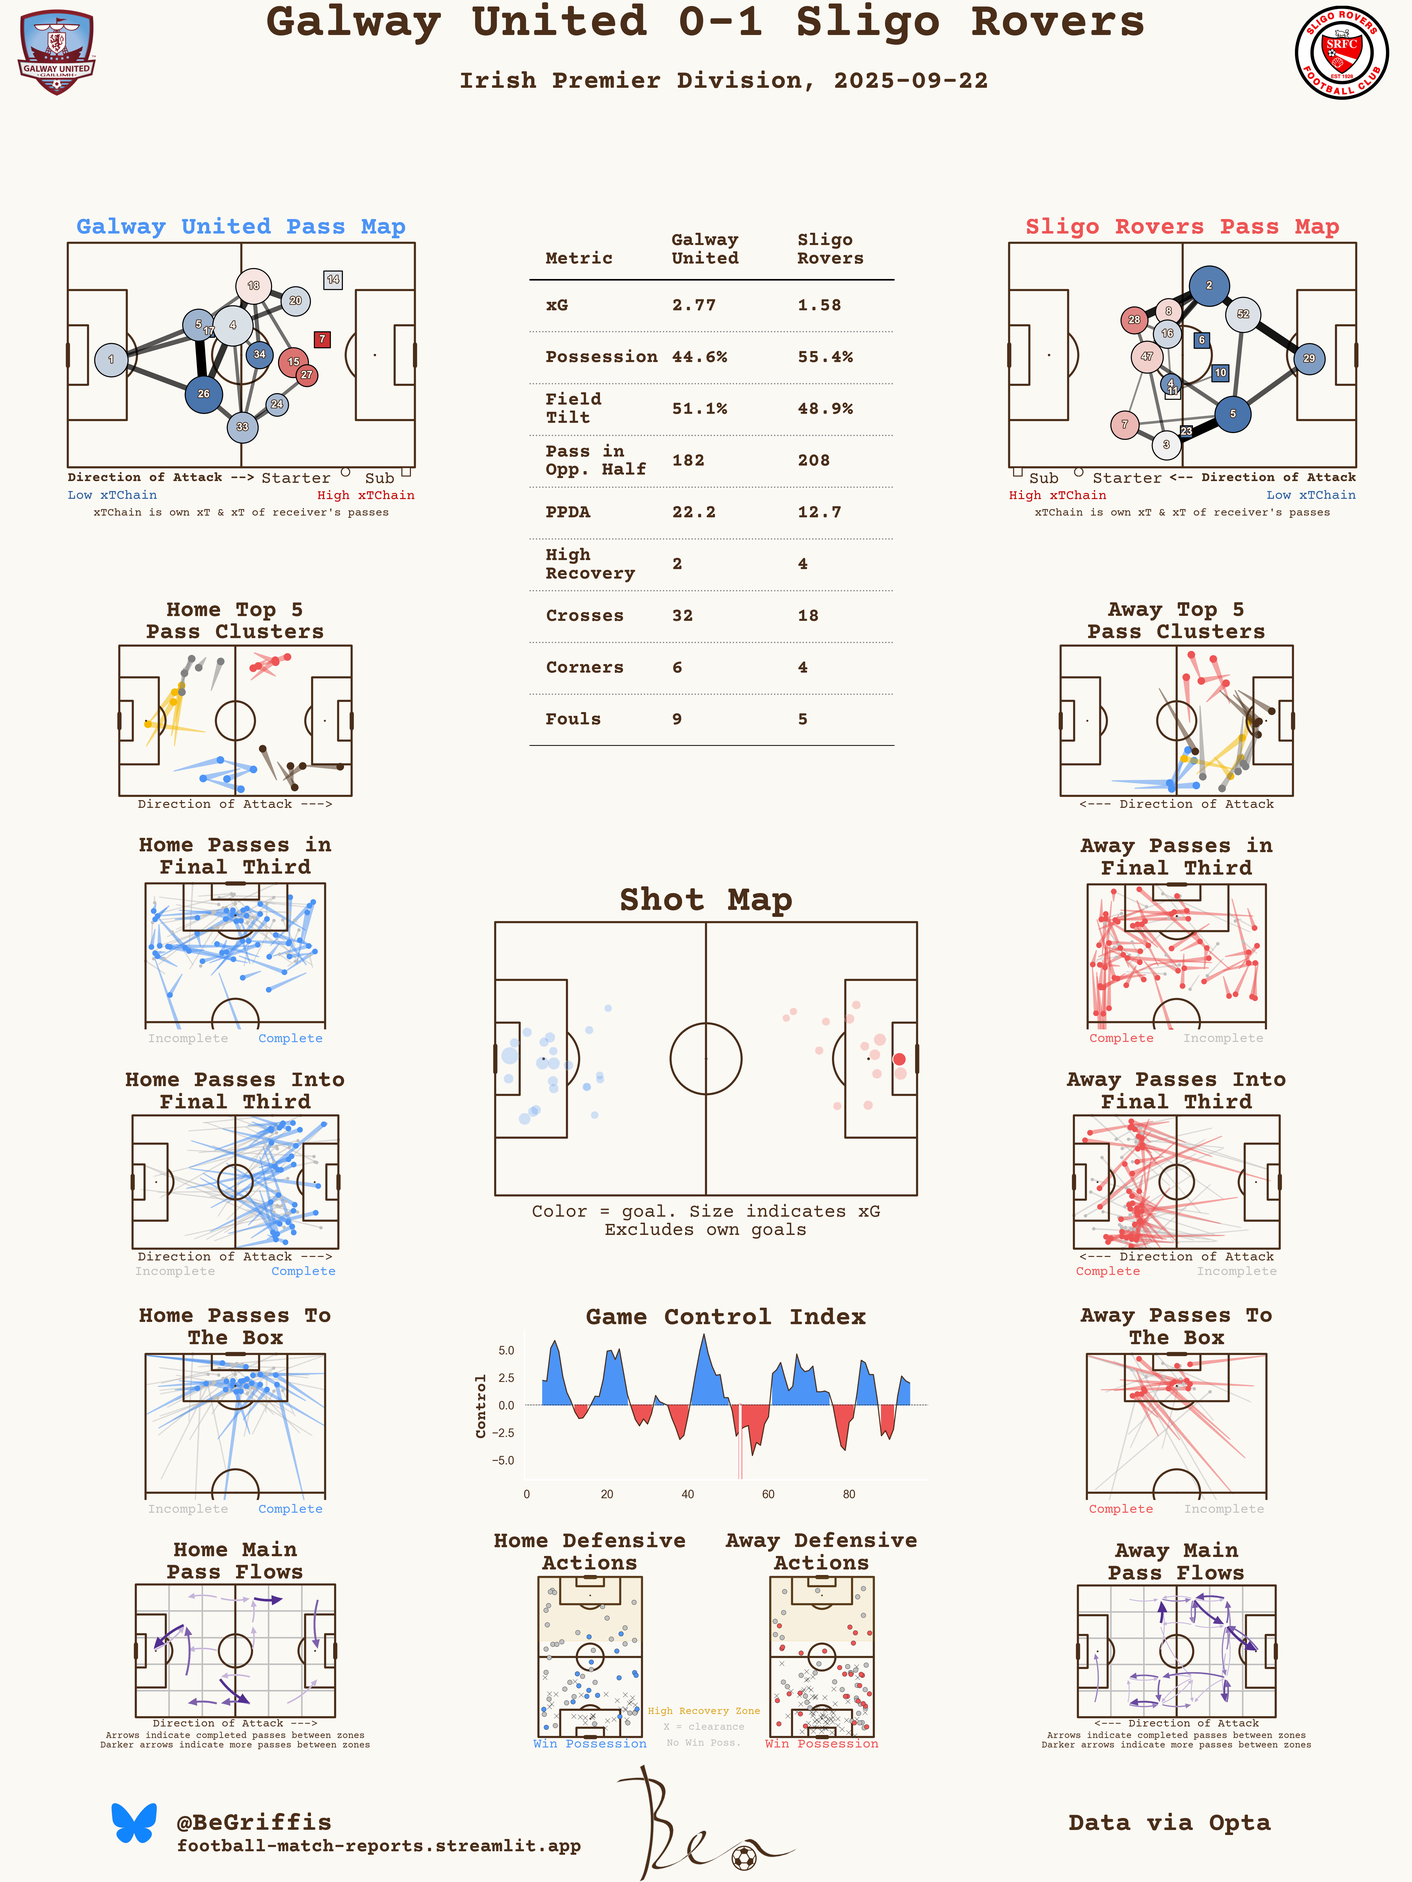 Galway United 0-1 Sligo Rovers
Irish Premier Division, 2025-09-22
GALWAY UNITED
GAILLIMH
SLIGO ROVERS
SRFC
EST 1928
FOOTBALL CLUB
Galway United Pass Map
18
14
20
5
17
4
7
1
34
15
27
26
24
33
Direction of Attack --> Starter Sub
Low xTChain High xTChain
xTChain is own xT & xT of receiver's passes
Metric Galway United Sligo Rovers
xG 2.77 1.58
Possession 44.6% 55.4%
Field Tilt 51.1% 48.9%
Pass in Opp. Half 182 208
PPDA 22.2 12.7
High Recovery 2 4
Crosses 32 18
Corners 6 4
Fouls 9 5
Sligo Rovers Pass Map
2
8
28
52
16
6
47
29
10
4
11
5
7
23
3
Sub Starter <-- Direction of Attack
High xTChain Low xTChain
xTChain is own xT & xT of receiver's passes
Home Top 5
Pass Clusters
Direction of Attack --->
Away Top 5
Pass Clusters
<--- Direction of Attack
Home Passes in
Final Third
Incomplete Complete
Away Passes in
Final Third
Complete Incomplete
Shot Map
Color = goal. Size indicates xG
Excludes own goals
Home Passes Into
Final Third
Direction of Attack --->
Incomplete Complete
Away Passes Into
Final Third
<--- Direction of Attack
Complete Incomplete
Home Passes To
The Box
Incomplete Complete
Game Control Index
Control
5.0
2.5
0.0
−2.5
−5.0
0 20 40 60 80
Away Passes To
The Box
Complete Incomplete
Home Main
Pass Flows
Direction of Attack --->
Arrows indicate completed passes between zones
Darker arrows indicate more passes between zones
Home Defensive
Actions
Win Possession
High Recovery Zone
X = clearance
No Win Poss.
Away Defensive
Actions
Win Possession
Away Main
Pass Flows
<--- Direction of Attack
Arrows indicate completed passes between zones
Darker arrows indicate more passes between zones
@BeGriffis
football-match-reports.streamlit.app
Ben
Data via Opta